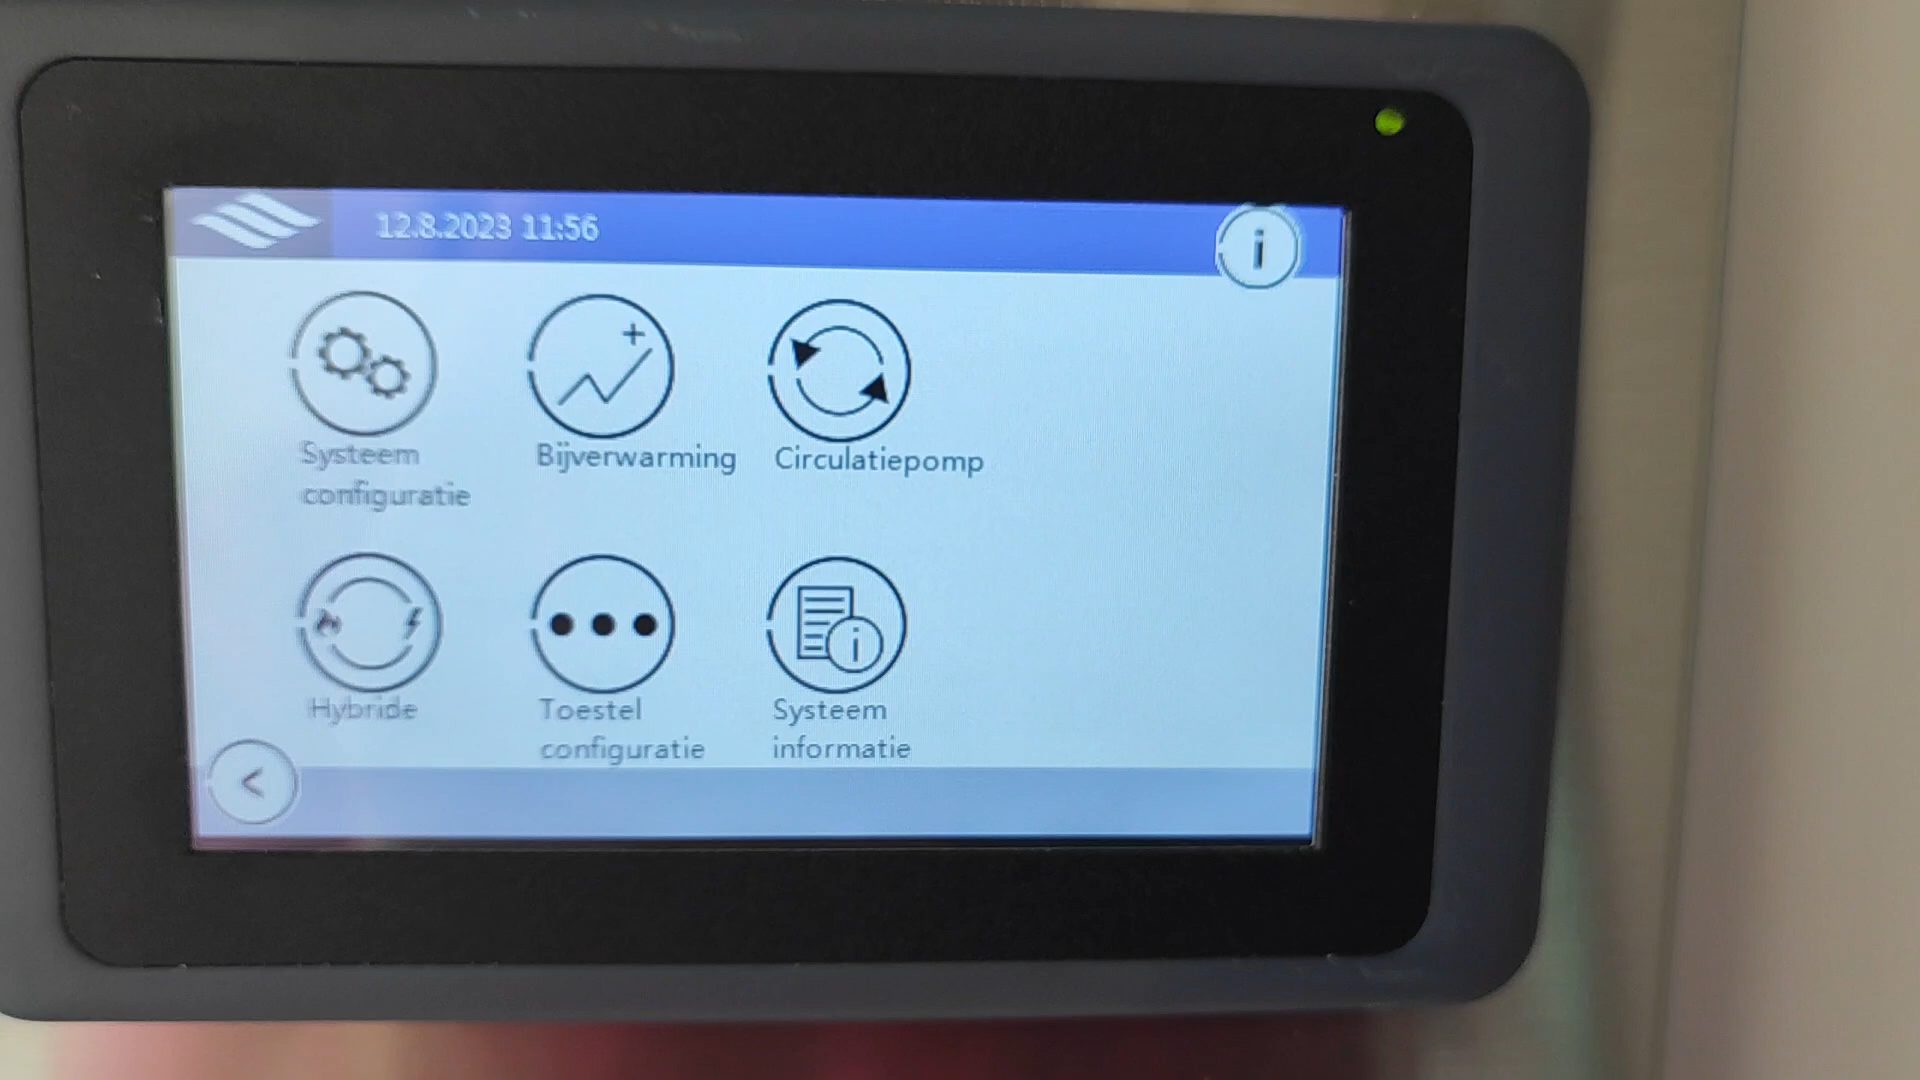 12.8.2023 11:56
i
Systeem
configuratie
Bijverwarming
Circulatiepomp
Hybride
Toestel
configuratie
Systeem
informatie
<